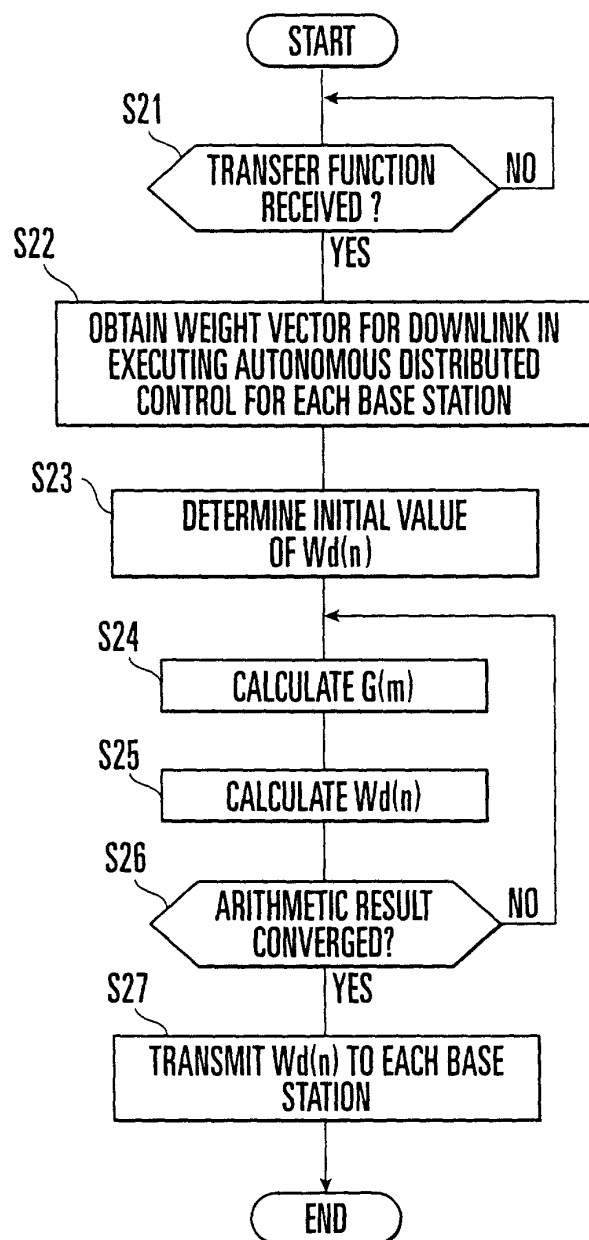 START
S21
TRANSFER FUNCTION
RECEIVED ?
NO
YES
S22
OBTAIN WEIGHT VECTOR FOR DOWNLINK IN
EXECUTING AUTONOMOUS DISTRIBUTED
CONTROL FOR EACH BASE STATION
S23
DETERMINE INITIAL VALUE
OF Wd(n)
S24
CALCULATE G(m)
S25
CALCULATE Wd(n)
S26
ARITHMETIC RESULT
CONVERGED?
NO
YES
S27
TRANSMIT Wd(n) TO EACH BASE
STATION
END